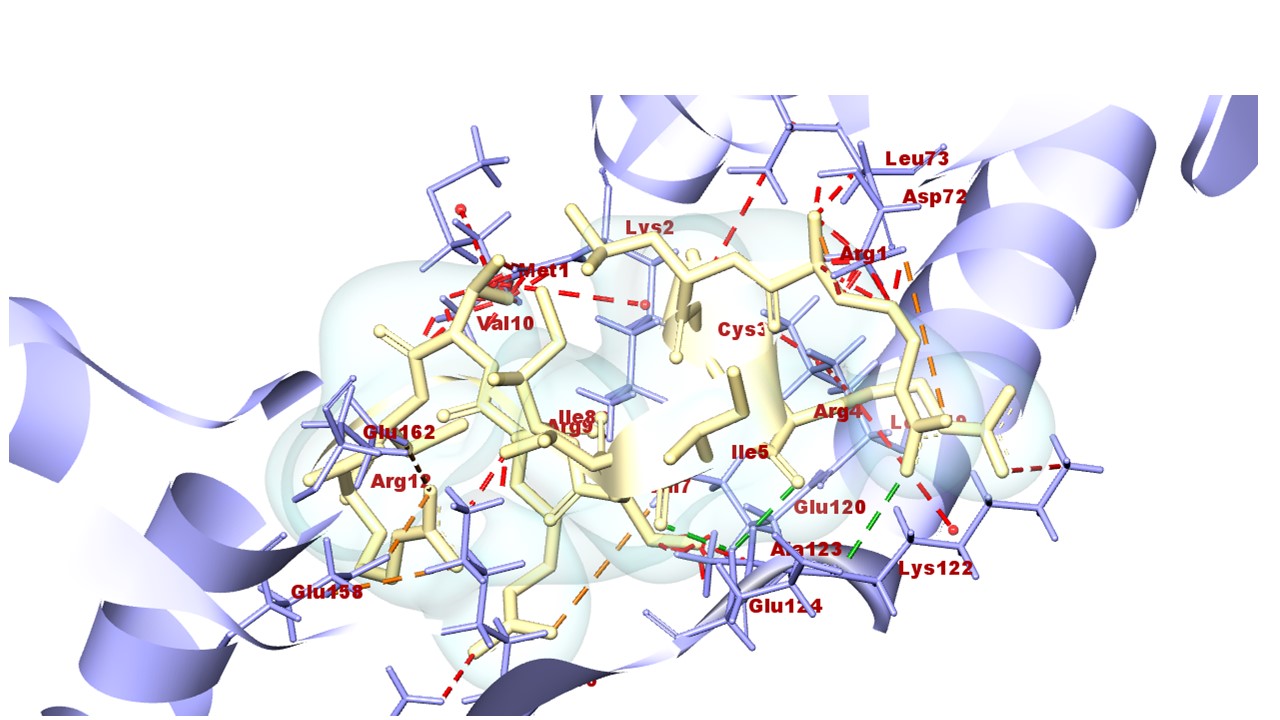 Leu73
Asp72
Lys2
Arg1
Met1
Val10
Cys3
Arg4
Ile8
Arg9
Glu162
Ile5
Arg12
Glu120
Ala123
Lys122
Glu158
Glu124